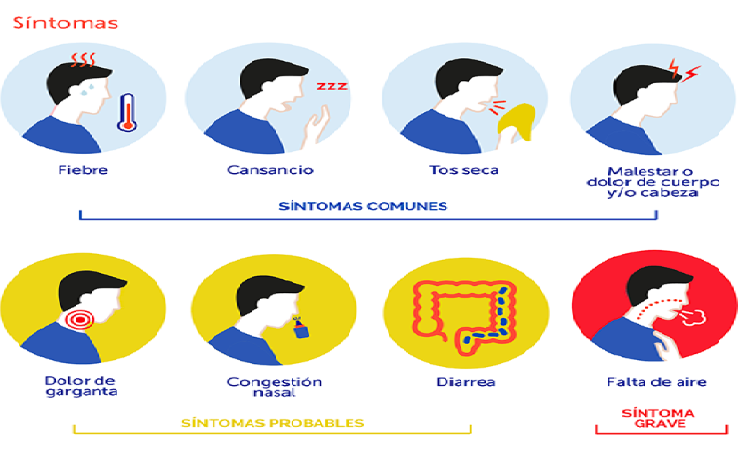 Síntomas
zzz
Fiebre
Cansancio
Tos seca
Malestar o
dolor de cuerpo
y/o cabeza
SÍNTOMAS COMUNES
Dolor de
garganta
Congestión
nasal
Diarrea
Falta de aire
SÍNTOMAS PROBABLES
SÍNTOMA
GRAVE